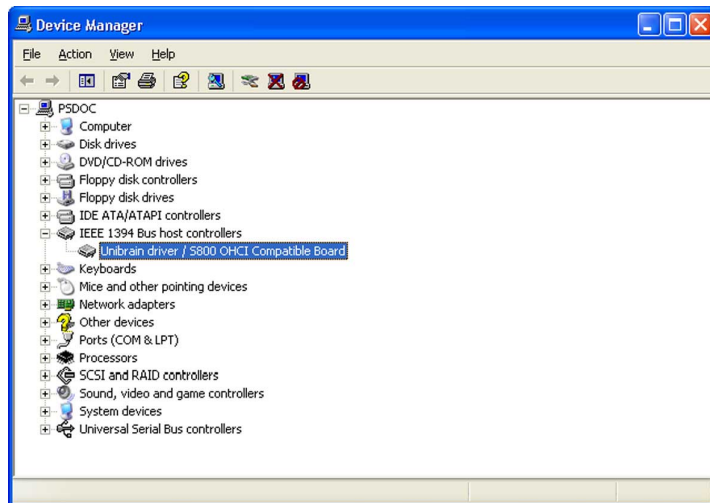 Device Manager
File Action View Help
PSDOC
Computer
Disk drives
DVD/CD-ROM drives
Floppy disk controllers
Floppy disk drives
IDE ATA/ATAPI controllers
IEEE 1394 Bus host controllers
Unibrain driver / S800 OHCI Compatible Board
Keyboards
Mice and other pointing devices
Network adapters
Other devices
Ports (COM & LPT)
Processors
SCSI and RAID controllers
Sound, video and game controllers
System devices
Universal Serial Bus controllers